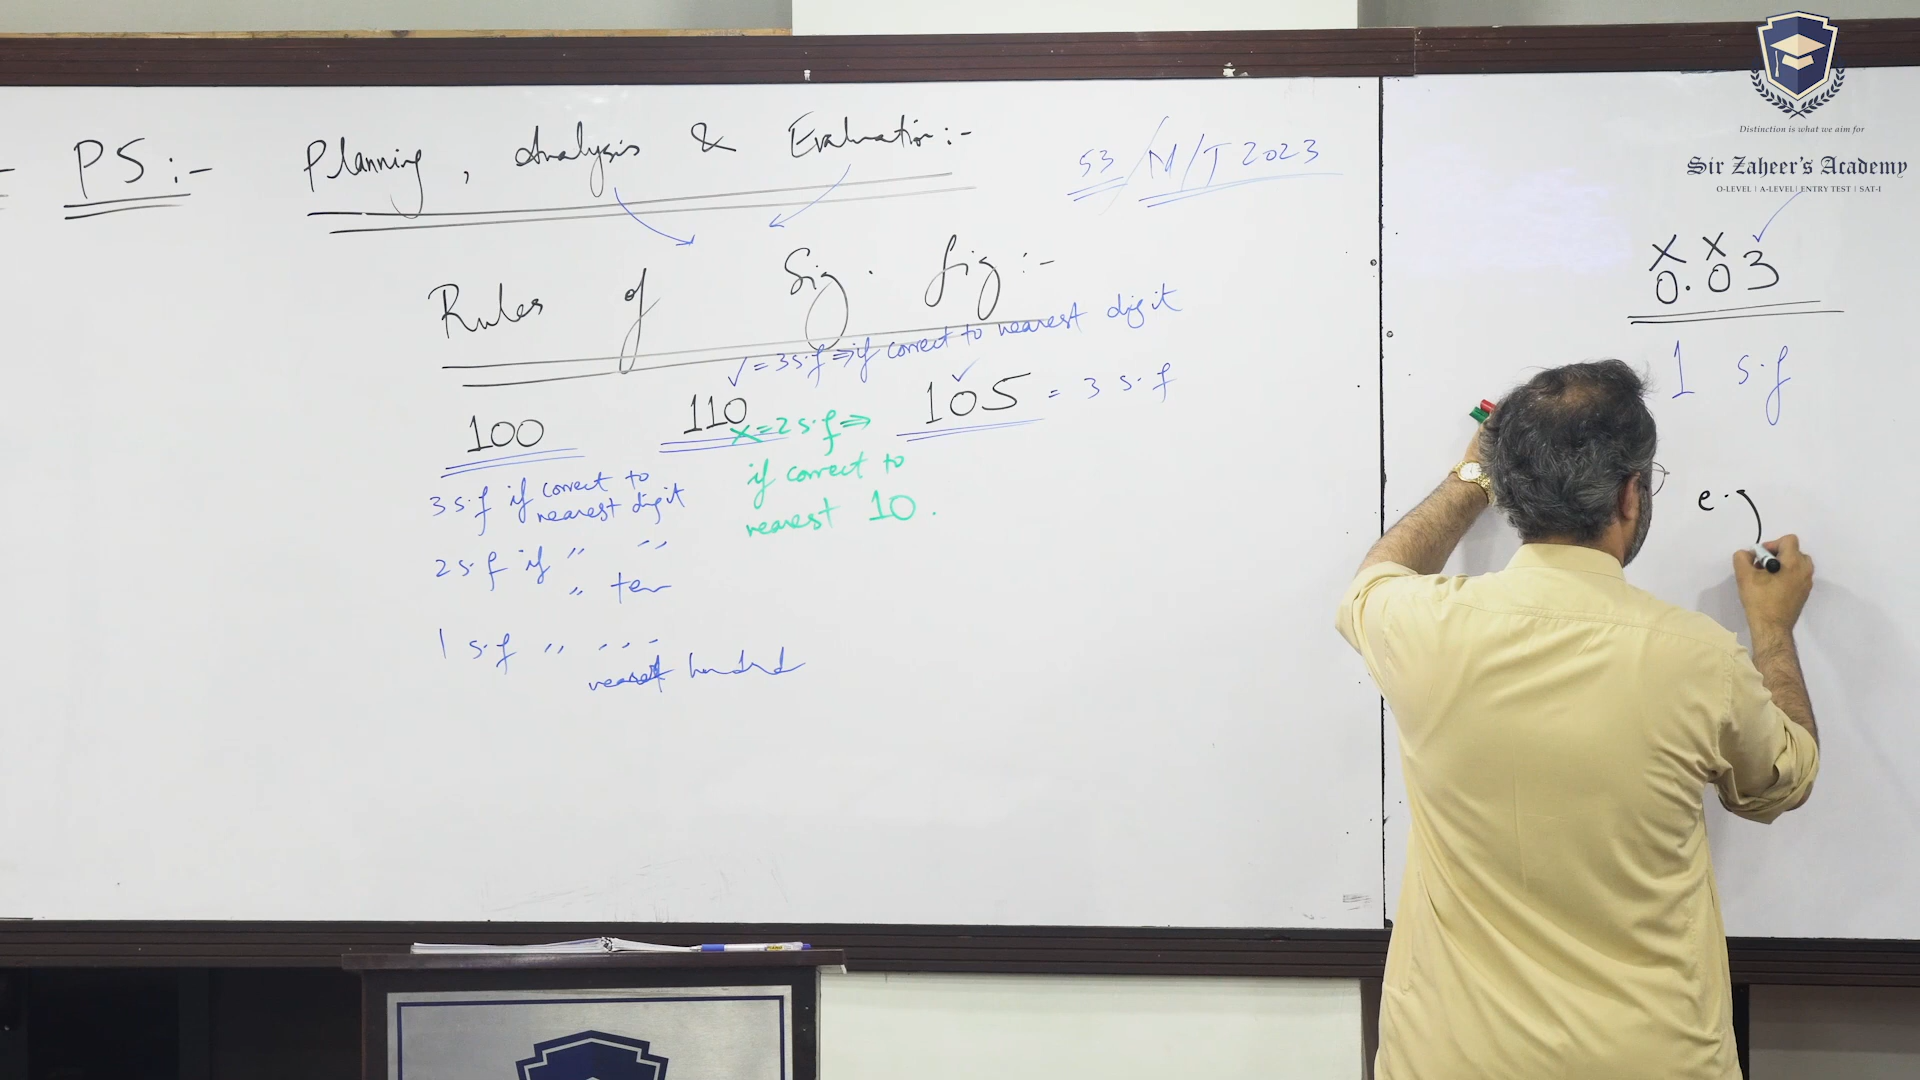 PS:- Planning, Analysis & Evaluation:-
53/M/J 2023
Rules of Sig. fig:-
✓ = 3 s.f ⇒ if correct to nearest digit
100
110
105 = 3 s.f
x = 2 s.f ⇒
if correct to
nearest 10.
3 s.f if correct to
nearest digit
2 s.f if " "
" ten
1 s.f " " "
nearest hundred
x x
0.03
1 s.f
e.g
Distinction is what we aim for
Sir Zaheer's Academy
O-LEVEL | A-LEVEL | ENTRY TEST | SAT-I